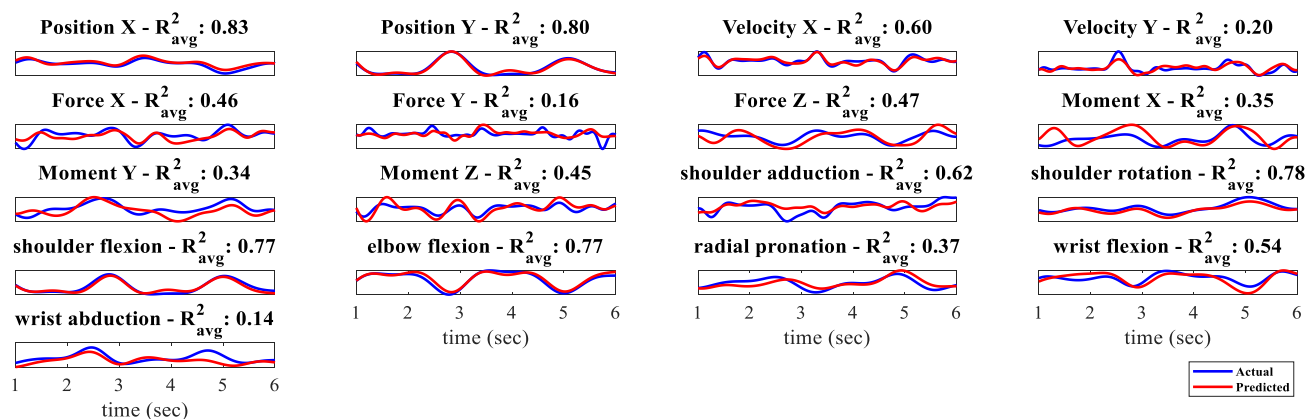 Position X - R²avg: 0.83
Position Y - R²avg: 0.80
Velocity X - R²avg: 0.60
Velocity Y - R²avg: 0.20
Force X - R²avg: 0.46
Force Y - R²avg: 0.16
Force Z - R²avg: 0.47
Moment X - R²avg: 0.35
Moment Y - R²avg: 0.34
Moment Z - R²avg: 0.45
shoulder adduction - R²avg: 0.62
shoulder rotation - R²avg: 0.78
shoulder flexion - R²avg: 0.77
elbow flexion - R²avg: 0.77
radial pronation - R²avg: 0.37
wrist flexion - R²avg: 0.54
1 2 3 4 5 6
time (sec)
1 2 3 4 5 6
time (sec)
1 2 3 4 5 6
time (sec)
wrist abduction - R²avg: 0.14
1 2 3 4 5 6
time (sec)
Actual
Predicted